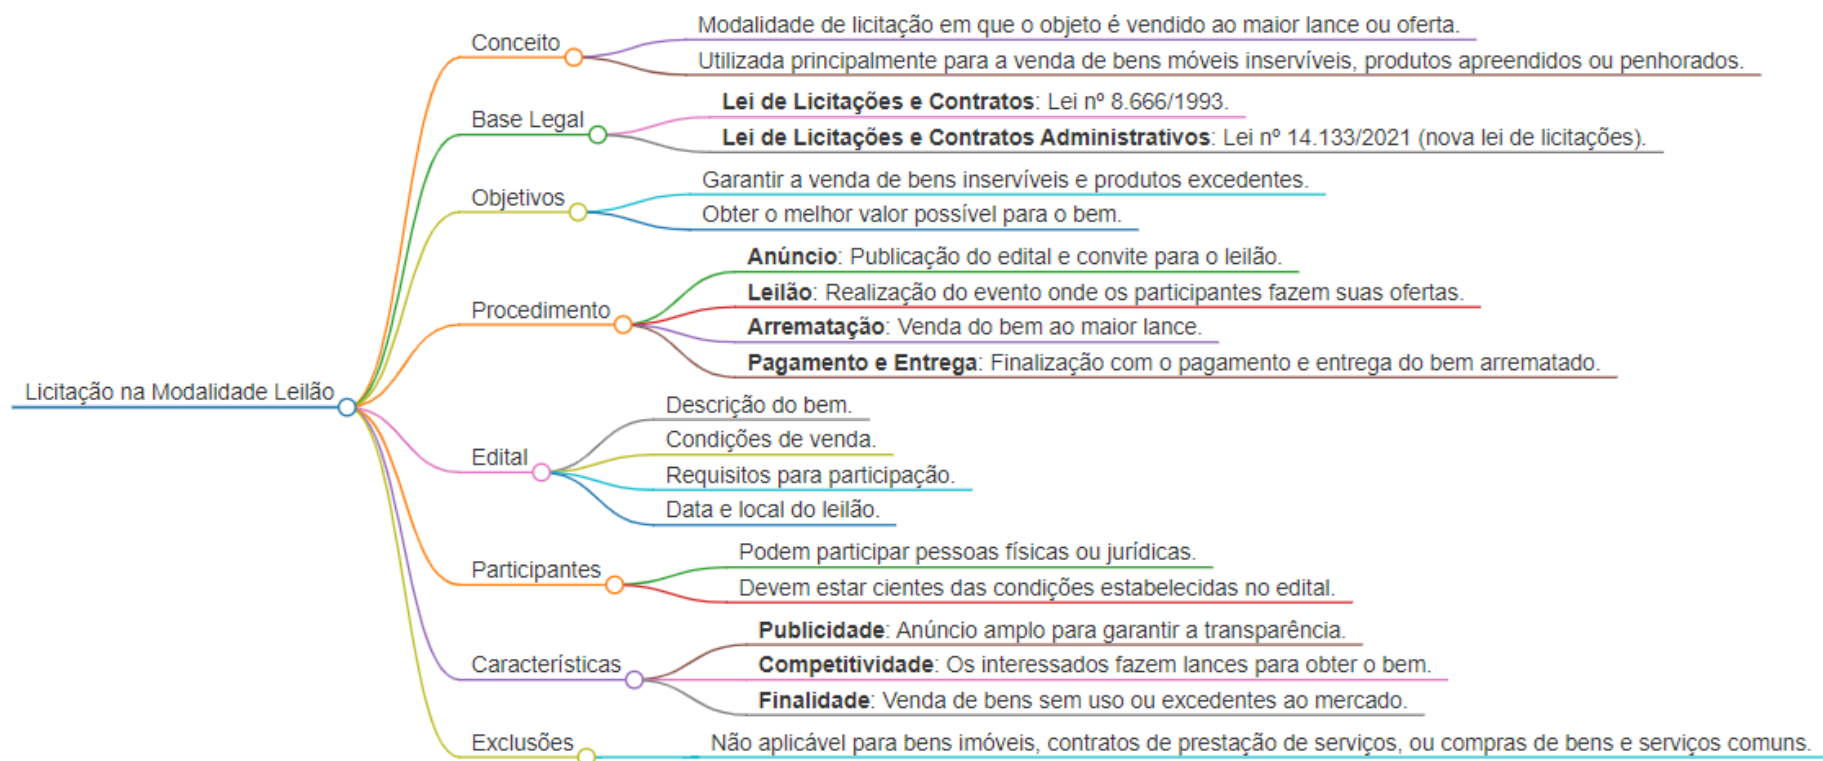 Licitação na Modalidade Leilão
Conceito
Modalidade de licitação em que o objeto é vendido ao maior lance ou oferta.
Utilizada principalmente para a venda de bens móveis inservíveis, produtos apreendidos ou penhorados.
Base Legal
Lei de Licitações e Contratos: Lei nº 8.666/1993.
Lei de Licitações e Contratos Administrativos: Lei nº 14.133/2021 (nova lei de licitações).
Objetivos
Garantir a venda de bens inservíveis e produtos excedentes.
Obter o melhor valor possível para o bem.
Procedimento
Anúncio: Publicação do edital e convite para o leilão.
Leilão: Realização do evento onde os participantes fazem suas ofertas.
Arrematação: Venda do bem ao maior lance.
Pagamento e Entrega: Finalização com o pagamento e entrega do bem arrematado.
Edital
Descrição do bem.
Condições de venda.
Requisitos para participação.
Data e local do leilão.
Participantes
Podem participar pessoas físicas ou jurídicas.
Devem estar cientes das condições estabelecidas no edital.
Características
Publicidade: Anúncio amplo para garantir a transparência.
Competitividade: Os interessados fazem lances para obter o bem.
Finalidade: Venda de bens sem uso ou excedentes ao mercado.
Exclusões
Não aplicável para bens imóveis, contratos de prestação de serviços, ou compras de bens e serviços comuns.